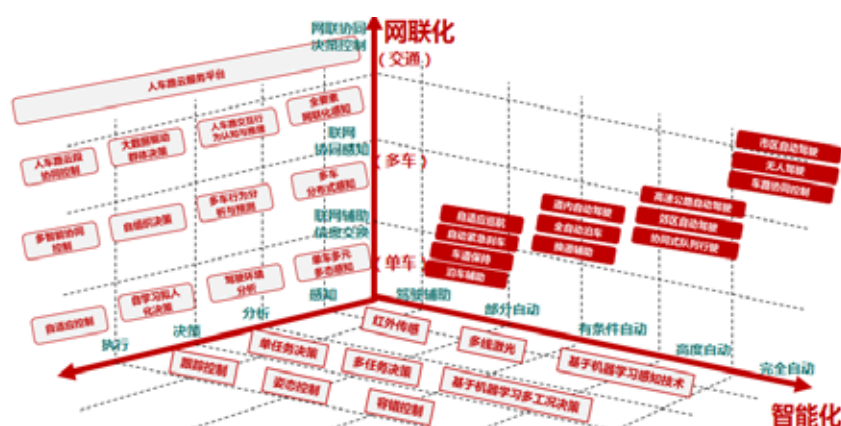 网联协同
决策控制
网联化
(交通)
人车路云服务平台
全要素
网联化感知
人车路交互行
为认知与推理
大数据驱动
群体决策
人车路云四
协同控制
联网
协同感知
(多车)
多车
分布式感知
多车行为分
析与预测
自组织决策
多智能协同
控制
联网辅助
信息交换
(单车)
单车多元
多态感知
驾驶环境
分析
自学习拟人
化决策
自适应控制
自适应巡航
自动紧急刹车
车道保持
泊车辅助
道内自动驾驶
全自动泊车
换道辅助
高速公路自动驾驶
郊区自动驾驶
协同式队列行驶
市区自动驾驶
无人驾驶
车路协同控制
感知
分析
决策
执行
驾驶辅助
部分自动
有条件自动
高度自动
完全自动
智能化
红外传感
多线激光
基于机器学习感知技术
单任务决策
多任务决策
基于机器学习多工况决策
跟踪控制
姿态控制
容错控制